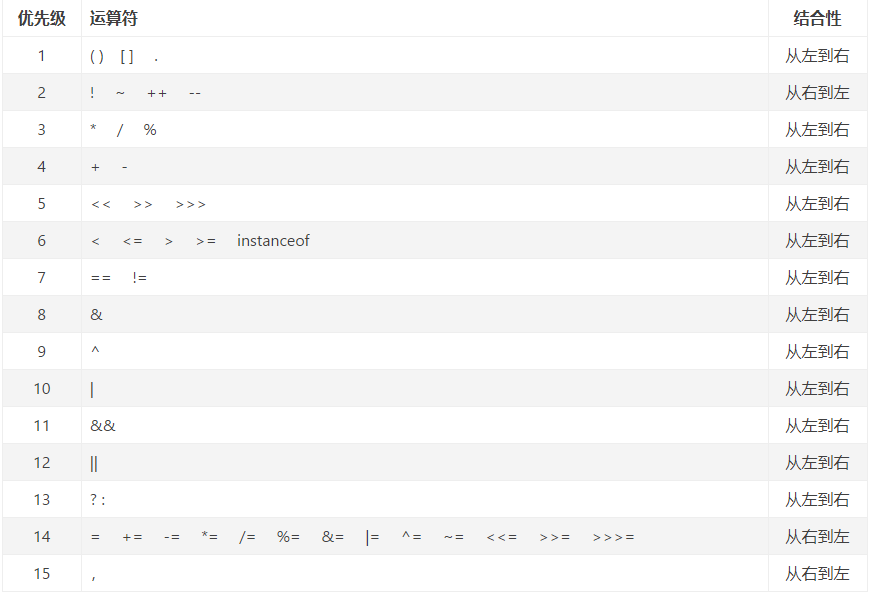 优先级 运算符 结合性
1 ( ) [ ] . 从左到右
2 ! ~ ++ -- 从右到左
3 * / % 从左到右
4 + - 从左到右
5 << >> >>> 从左到右
6 < <= > >= instanceof 从左到右
7 == != 从左到右
8 & 从左到右
9 ^ 从左到右
10 | 从左到右
11 && 从左到右
12 || 从左到右
13 ? : 从左到右
14 = += -= *= /= %= &= |= ^= ~= <<= >>= >>>= 从右到左
15 , 从右到左